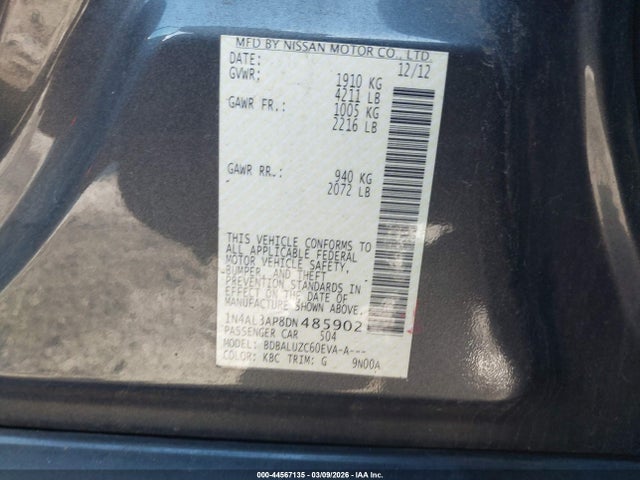 MFD BY NISSAN MOTOR CO., LTD.
DATE: 12/12
GVWR: 1910 KG
4211 LB
GAWR FR.: 1005 KG
2216 LB
GAWR RR.: 940 KG
2072 LB
THIS VEHICLE CONFORMS TO
ALL APPLICABLE FEDERAL
MOTOR VEHICLE SAFETY,
BUMPER, AND THEFT
PREVENTION STANDARDS IN
EFFECT ON THE DATE OF
MANUFACTURE SHOWN ABOVE.
1N4AL3AP8DN485902
PASSENGER CAR 504
MODEL: BDBALUZC60EVA-A---
COLOR: KBC TRIM: G 9N00A
000-44567135 | 03/09/2026 | IAA Inc.